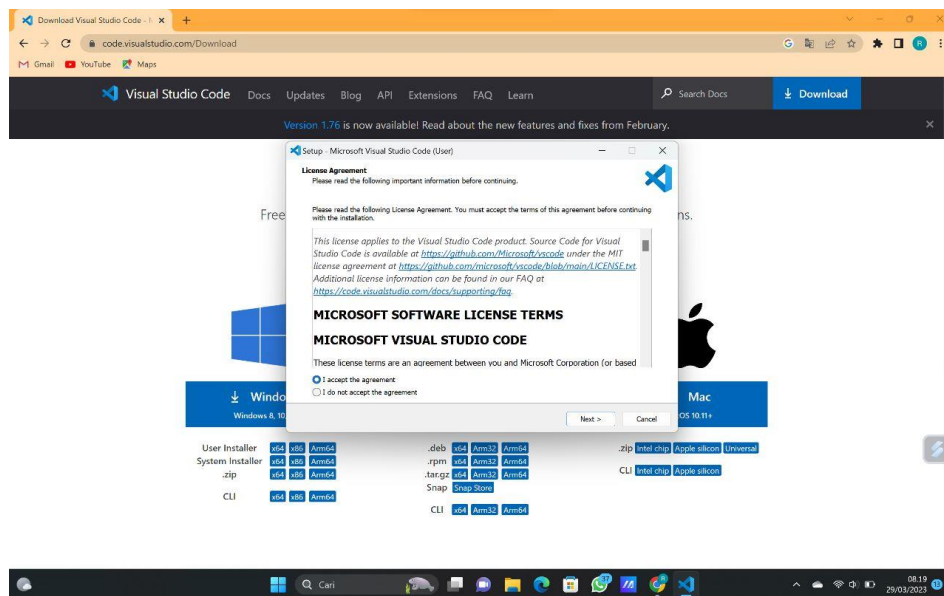 Download Visual Studio Code -
code.visualstudio.com/Download
Gmail YouTube Maps
Visual Studio Code Docs Updates Blog API Extensions FAQ Learn Search Docs Download
Version 1.76 is now available! Read about the new features and fixes from February.
Setup - Microsoft Visual Studio Code (User)
License Agreement
Please read the following important information before continuing.
Free
ns.
Please read the following License Agreement. You must accept the terms of this agreement before continuing
with the installation.
This license applies to the Visual Studio Code product. Source Code for Visual
Studio Code is available at https://github.com/Microsoft/vscode under the MIT
license agreement at https://github.com/microsoft/vscode/blob/main/LICENSE.txt.
Additional license information can be found in our FAQ at
https://code.visualstudio.com/docs/supporting/faq.
MICROSOFT SOFTWARE LICENSE TERMS
MICROSOFT VISUAL STUDIO CODE
These license terms are an agreement between you and Microsoft Corporation (or based
I accept the agreement
I do not accept the agreement
Next > Cancel
Windo
Windows 8, 10,
Mac
OS 10.11+
User Installer x64 x86 Arm64
System Installer x64 x86 Arm64
.zip x64 x86 Arm64
CLI x64 x86 Arm64
.deb x64 Arm32 Arm64
.rpm x64 Arm32 Arm64
.tar.gz x64 Arm32 Arm64
Snap Snap Store
CLI x64 Arm32 Arm64
.zip Intel chip Apple silicon Universal
CLI Intel chip Apple silicon
Cari
08.19
29/03/2023